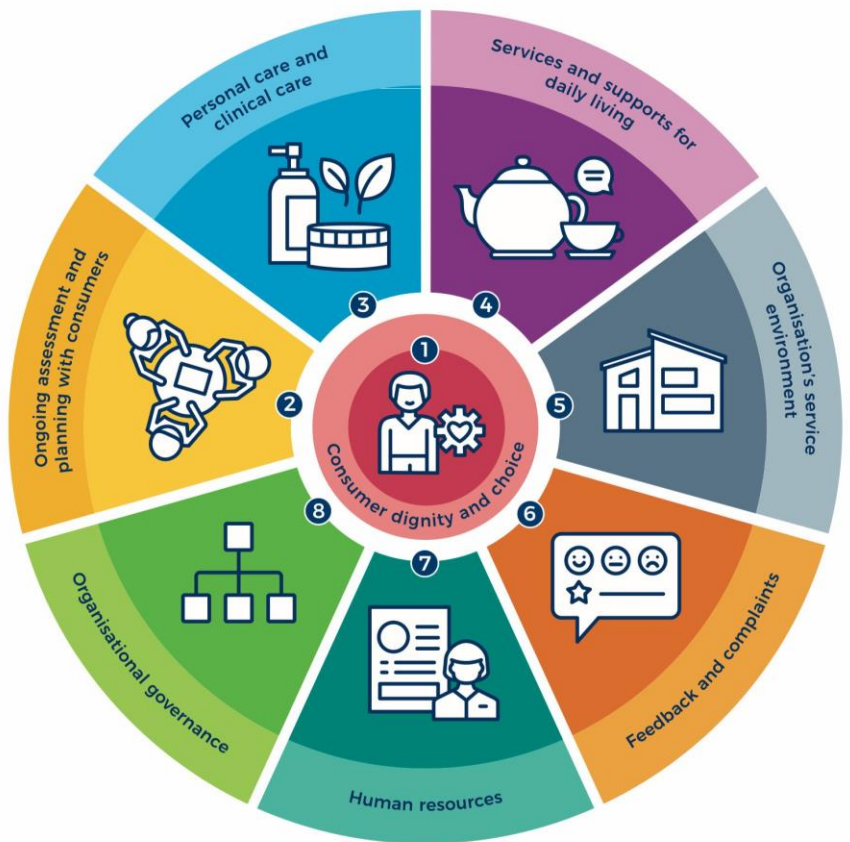 1
Consumer dignity and choice
2
Ongoing assessment and
planning with consumers
3
Personal care and
clinical care
4
Services and supports for
daily living
5
Organisation's service
environment
6
Feedback and complaints
7
Human resources
8
Organisational governance